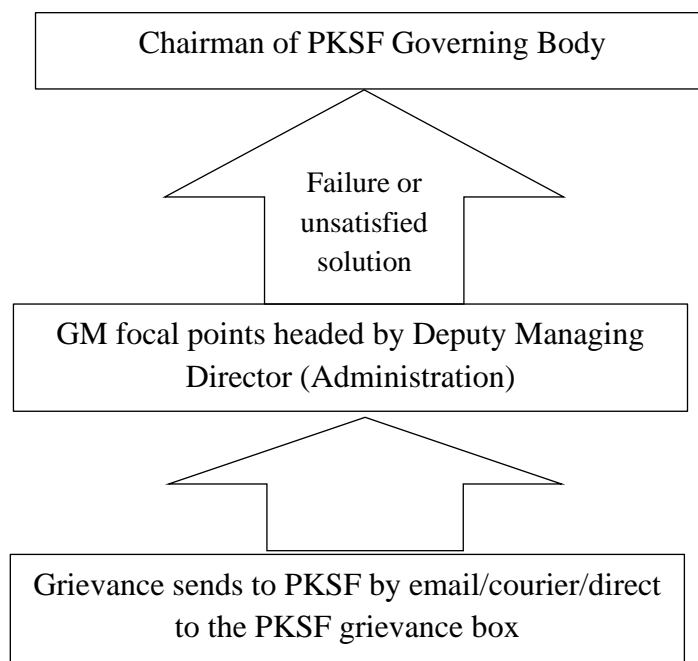 Chairman of PKSF Governing Body
Failure or
unsatisfied
solution
GM focal points headed by Deputy Managing
Director (Administration)
Grievance sends to PKSF by email/courier/direct
to the PKSF grievance box